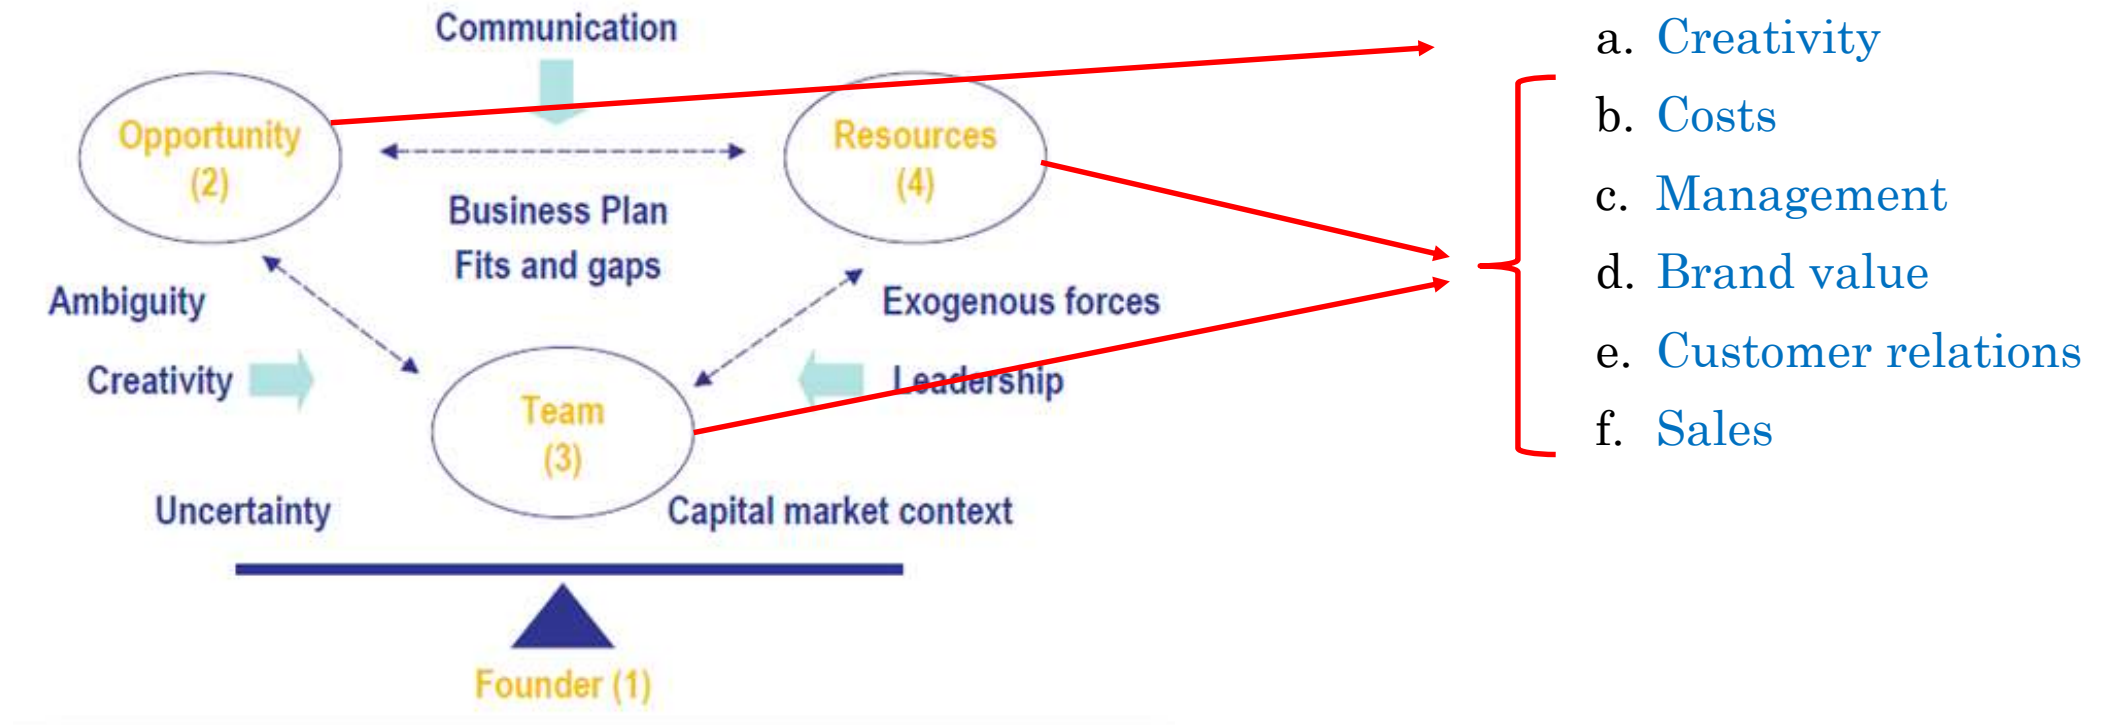 Communication
Opportunity
(2)
Resources
(4)
Business Plan
Fits and gaps
Ambiguity
Exogenous forces
Creativity
Leadership
Team
(3)
Uncertainty
Capital market context
Founder (1)
a. Creativity
b. Costs
c. Management
d. Brand value
e. Customer relations
f. Sales